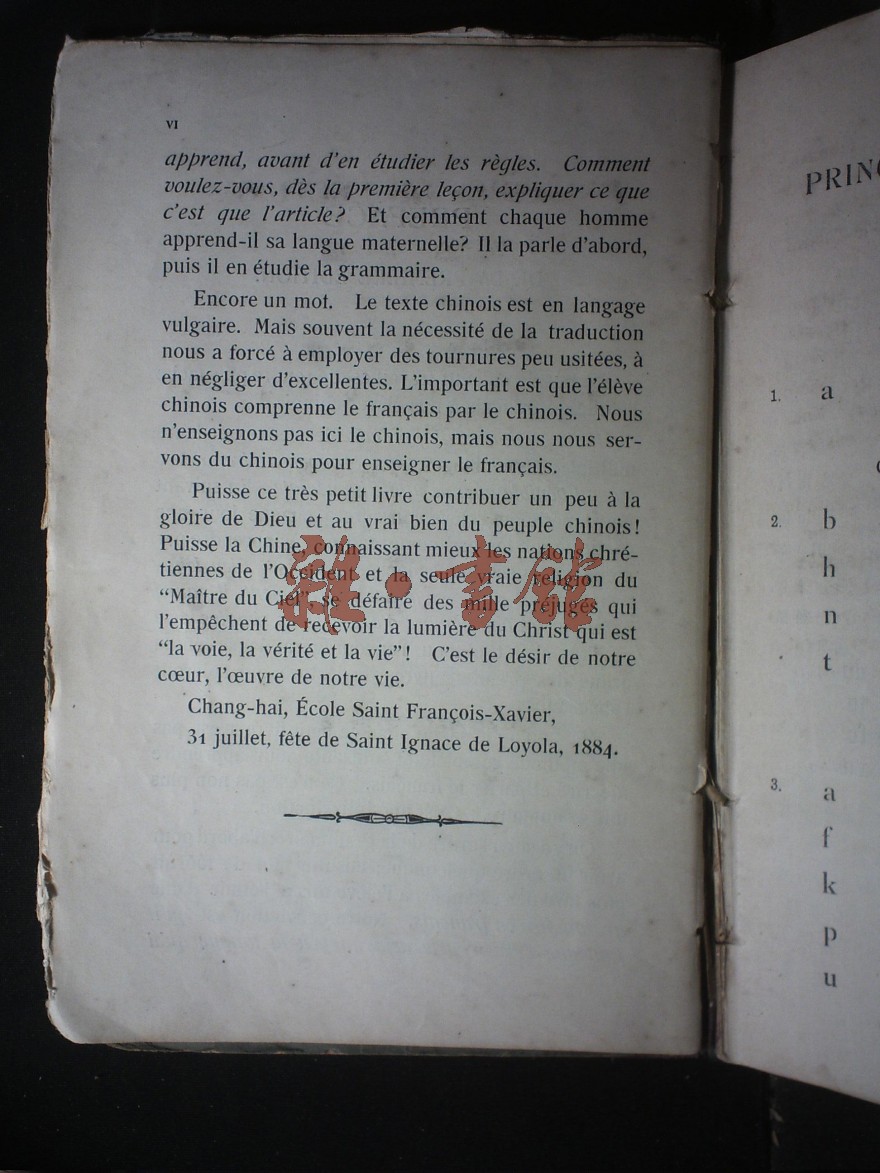 VI
apprend, avant d'en étudier les règles. Comment
voulez-vous, dès la première leçon, expliquer ce que
c'est que l'article? Et comment chaque homme
apprend-il sa langue maternelle? Il la parle d'abord,
puis il en étudie la grammaire.
Encore un mot. Le texte chinois est en langage
vulgaire. Mais souvent la nécessité de la traduction
nous a forcé à employer des tournures peu usitées, à
en négliger d'excellentes. L'important est que l'élève
chinois comprenne le français par le chinois. Nous
n'enseignons pas ici le chinois, mais nous nous ser-
vons du chinois pour enseigner le français.
Puisse ce très petit livre contribuer un peu à la
gloire de Dieu et au vrai bien du peuple chinois!
Puisse la Chine, connaissant mieux les nations chré-
tiennes de l'Occident et la seule vraie religion du
"Maître du Ciel", se défaire des mille préjugés qui
l'empêchent de recevoir la lumière du Christ qui est
"la voie, la vérité et la vie"! C'est le désir de notre
cœur, l'œuvre de notre vie.
Chang-hai, École Saint François-Xavier,
31 juillet, fête de Saint Ignace de Loyola, 1884.
雜·書館
PRINC
1. a
2. b
h
n
t
3. a
f
k
p
u